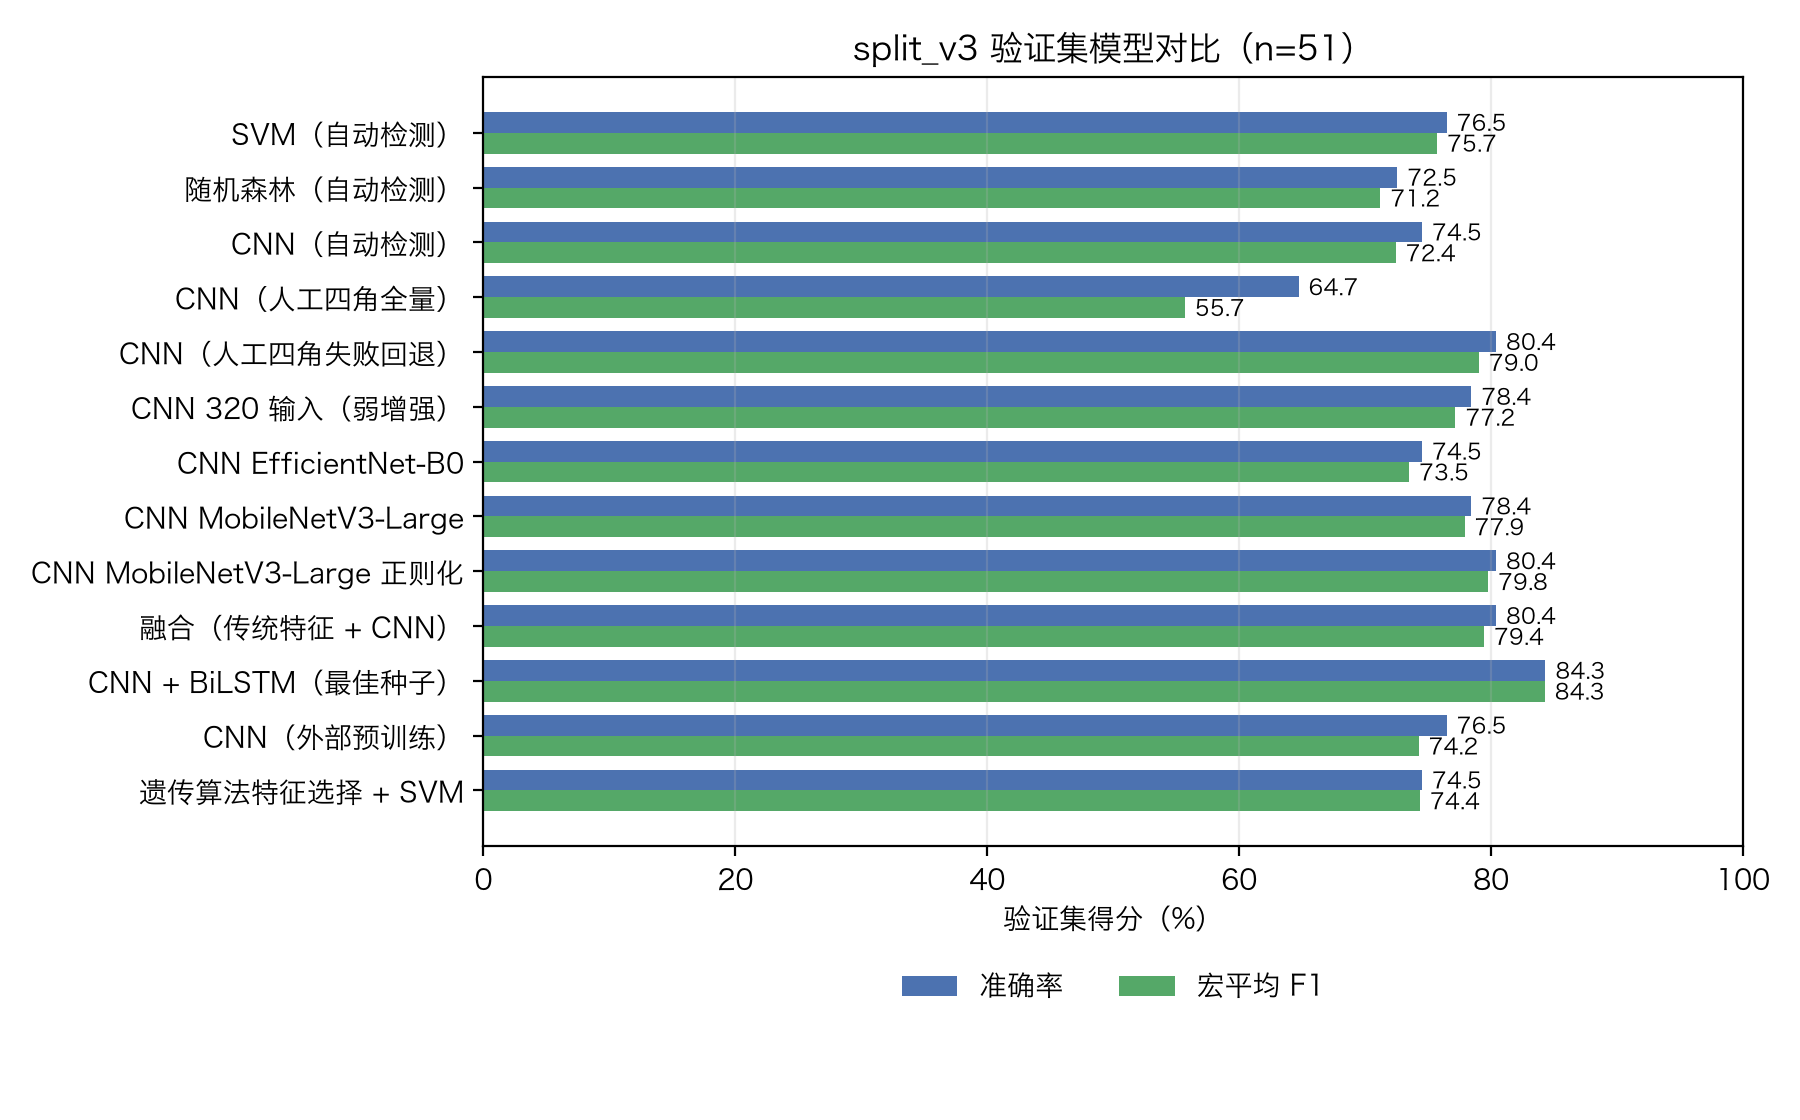 split_v3 验证集模型对比（n=51）
SVM（自动检测）
76.5
75.7
随机森林（自动检测）
72.5
71.2
CNN（自动检测）
74.5
72.4
CNN（人工四角全量）
64.7
55.7
CNN（人工四角失败回退）
80.4
79.0
CNN 320 输入（弱增强）
78.4
77.2
CNN EfficientNet-B0
74.5
73.5
CNN MobileNetV3-Large
78.4
77.9
CNN MobileNetV3-Large 正则化
80.4
79.8
融合（传统特征 + CNN）
80.4
79.4
CNN + BiLSTM（最佳种子）
84.3
84.3
CNN（外部预训练）
76.5
74.2
遗传算法特征选择 + SVM
74.5
74.4
0 20 40 60 80 100
验证集得分（%）
准确率 宏平均 F1